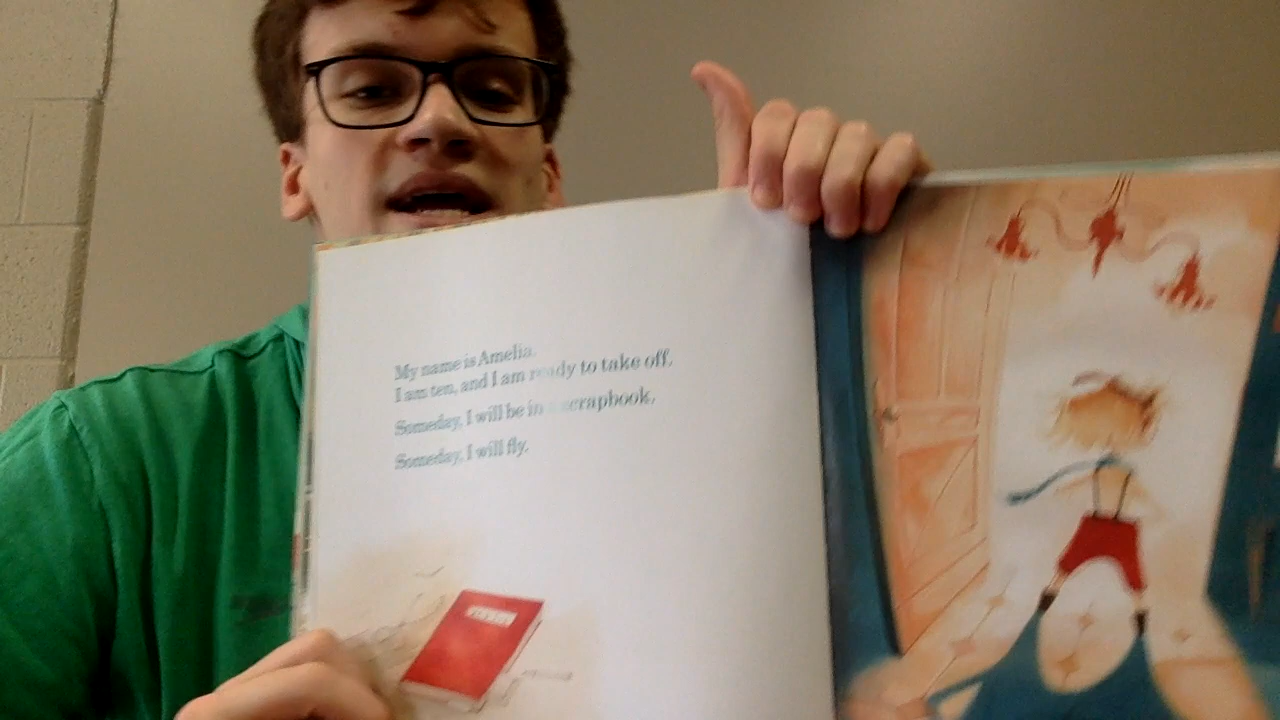 My name is Amelia.
I am ten, and I am ready to take off.
Someday, I will be in a scrapbook.
Someday, I will fly.